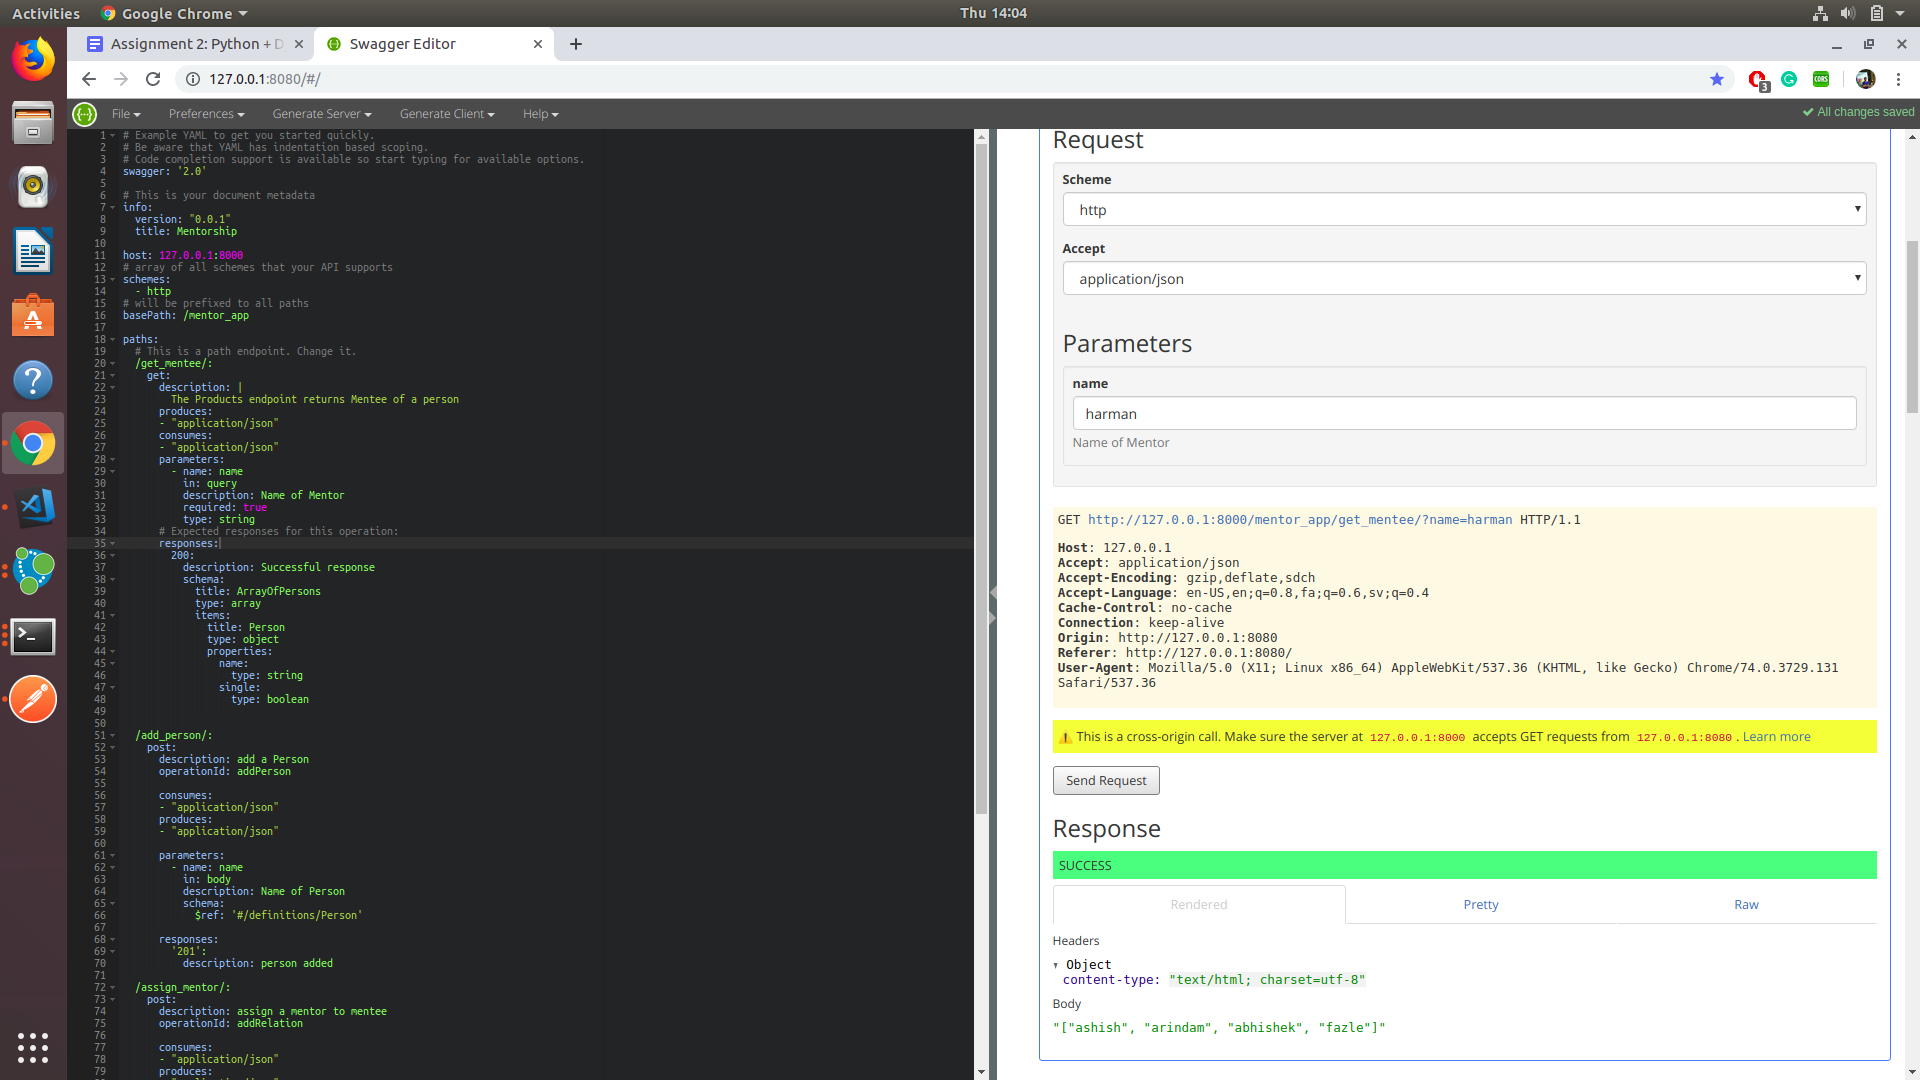 Activities
Google Chrome
Thu 14:04
Assignment 2: Python + D
Swagger Editor
127.0.0.1:8080/#/
3
CORS
File
Preferences
Generate Server
Generate Client
Help
All changes saved
1 # Example YAML to get you started quickly.
2 # Be aware that YAML has indentation based scoping.
3 # Code completion support is available so start typing for available options.
4 swagger: '2.0'
5
6 # This is your document metadata
7 info:
8 version: "0.0.1"
9 title: Mentorship
10
11 host: 127.0.0.1:8000
12 # array of all schemes that your API supports
13 schemes:
14 - http
15 # will be prefixed to all paths
16 basePath: /mentor_app
17
18 paths:
19 # This is a path endpoint. Change it.
20 /get_mentee/:
21 get:
22 description: |
23 The Products endpoint returns Mentee of a person
24 produces:
25 - "application/json"
26 consumes:
27 - "application/json"
28 parameters:
29 - name: name
30 in: query
31 description: Name of Mentor
32 required: true
33 type: string
34 # Expected responses for this operation:
35 responses:
36 200:
37 description: Successful response
38 schema:
39 title: ArrayOfPersons
40 type: array
41 items:
42 title: Person
43 type: object
44 properties:
45 name:
46 type: string
47 single:
48 type: boolean
49
50
51 /add_person/:
52 post:
53 description: add a Person
54 operationId: addPerson
55
56 consumes:
57 - "application/json"
58 produces:
59 - "application/json"
60
61 parameters:
62 - name: name
63 in: body
64 description: Name of Person
65 schema:
66 $ref: '#/definitions/Person'
67
68 responses:
69 '201':
70 description: person added
71
72 /assign_mentor/:
73 post:
74 description: assign a mentor to mentee
75 operationId: addRelation
76
77 consumes:
78 - "application/json"
79 produces:
Request
Scheme
http
Accept
application/json
Parameters
name
harman
Name of Mentor
GET http://127.0.0.1:8000/mentor_app/get_mentee/?name=harman HTTP/1.1
Host: 127.0.0.1
Accept: application/json
Accept-Encoding: gzip,deflate,sdch
Accept-Language: en-US,en;q=0.8,fa;q=0.6,sv;q=0.4
Cache-Control: no-cache
Connection: keep-alive
Origin: http://127.0.0.1:8080
Referer: http://127.0.0.1:8080/
User-Agent: Mozilla/5.0 (X11; Linux x86_64) AppleWebKit/537.36 (KHTML, like Gecko) Chrome/74.0.3729.131
Safari/537.36
This is a cross-origin call. Make sure the server at 127.0.0.1:8000 accepts GET requests from 127.0.0.1:8080 . Learn more
Send Request
Response
SUCCESS
Rendered
Pretty
Raw
Headers
Object
content-type: "text/html; charset=utf-8"
Body
"["ashish", "arindam", "abhishek", "fazle"]"